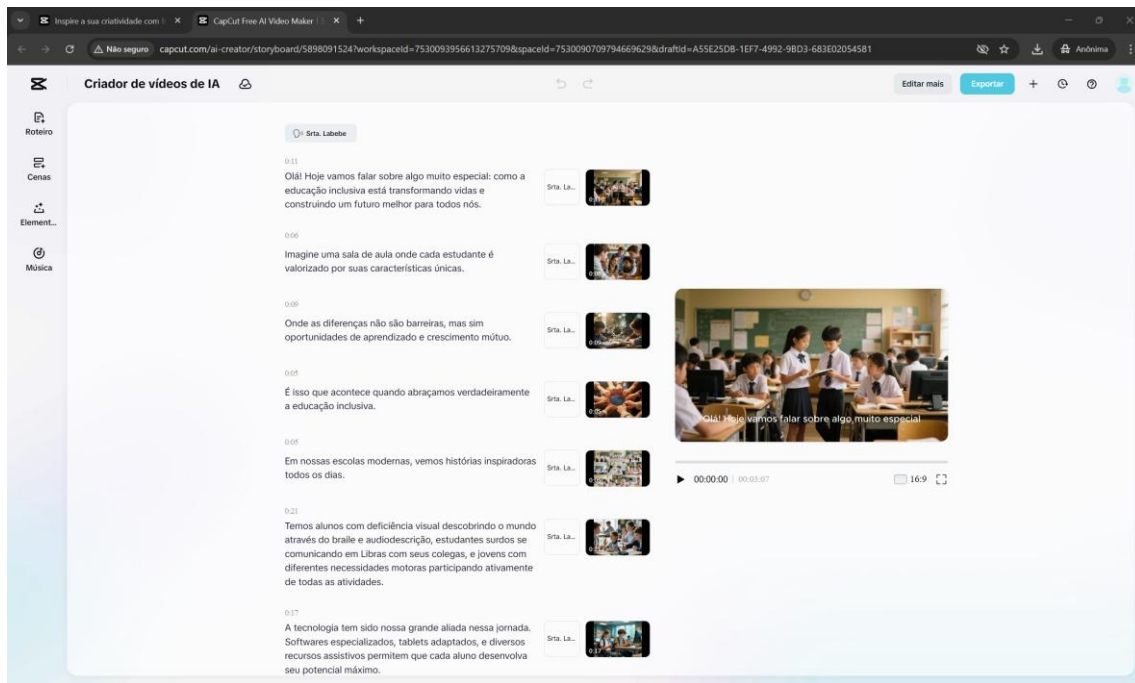 Inspire a sua criatividade com
CapCut Free AI Video Maker |
Não seguro
capcut.com/ai-creator/storyboard/5898091524?workspaceId=7530093956613275709&spaceId=7530090709794669629&draftId=A55E25DB-1EF7-4992-9BD3-683E02054581
Anônima
Criador de vídeos de IA
Editar mais
Exportar
Roteiro
Cenas
Element...
Música
Srta. Labebe
0:11
Olá! Hoje vamos falar sobre algo muito especial: como a
educação inclusiva está transformando vidas e
construindo um futuro melhor para todos nós.
Srta. La...
0:06
Imagine uma sala de aula onde cada estudante é
valorizado por suas características únicas.
Srta. La...
0:09
Onde as diferenças não são barreiras, mas sim
oportunidades de aprendizado e crescimento mútuo.
Srta. La...
0:09
0:05
É isso que acontece quando abraçamos verdadeiramente
a educação inclusiva.
Srta. La...
0:05
0:05
Em nossas escolas modernas, vemos histórias inspiradoras
todos os dias.
Srta. La...
0:21
Temos alunos com deficiência visual descobrindo o mundo
através do braile e audiodescrição, estudantes surdos se
comunicando em Libras com seus colegas, e jovens com
diferentes necessidades motoras participando ativamente
de todas as atividades.
Srta. La...
0:17
A tecnologia tem sido nossa grande aliada nessa jornada.
Softwares especializados, tablets adaptados, e diversos
recursos assistivos permitem que cada aluno desenvolva
seu potencial máximo.
Srta. La...
0:17
Olá! Hoje vamos falar sobre algo muito especial
00:00:00 | 00:03:07
16:9